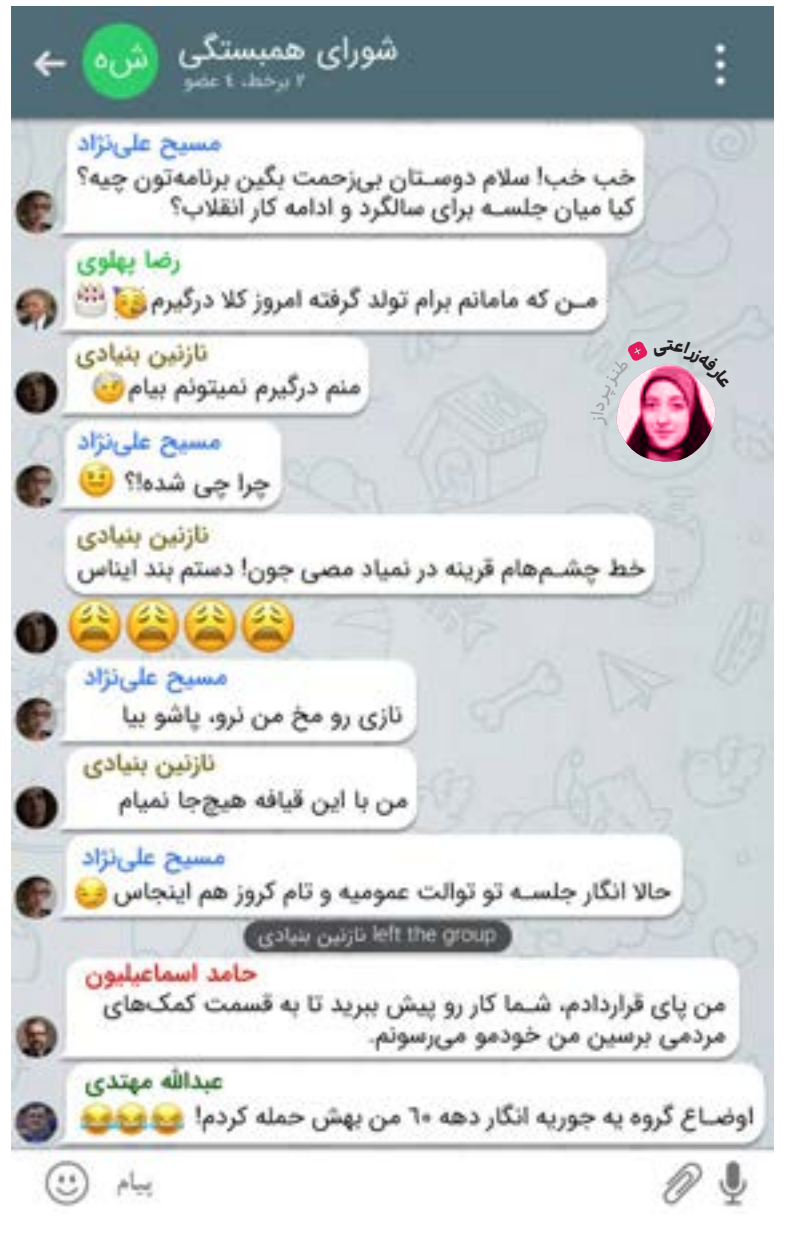 شورای همبستگی
۲ برخط، ٤ عضو
شه
مسیح علی‌نژاد
خب خب! سلام دوستان بی‌زحمت بگین برنامه‌تون چیه؟
کیا میان جلسه برای سالگرد و ادامه کار انقلاب؟
رضا پهلوی
من که مامانم برام تولد گرفته امروز کلا درگیرم🥳🎂
نازنین بنیادی
منم درگیرم نمیتونم بیام🤕
عارفه‌زراعتی
طنزپرداز
مسیح علی‌نژاد
چرا چی شده!؟ 🤨
نازنین بنیادی
خط چشم‌هام قرینه در نمیاد مصی جون! دستم بند ایناس
😩😩😩😩
مسیح علی‌نژاد
نازی رو مخ من نرو، پاشو بیا
نازنین بنیادی
من با این قیافه هیچ‌جا نمیام
مسیح علی‌نژاد
حالا انگار جلسه تو توالت عمومیه و تام کروز هم اینجاس 😏
نازنین بنیادی left the group
حامد اسماعیلیون
من پای قراردادم، شما کار رو پیش ببرید تا به قسمت کمک‌های
مردمی برسین من خودمو می‌رسونم.
عبدالله مهتدی
اوضاع گروه یه جوریه انگار دهه ٦٠ من بهش حمله کردم! 😂😂😂
پیام